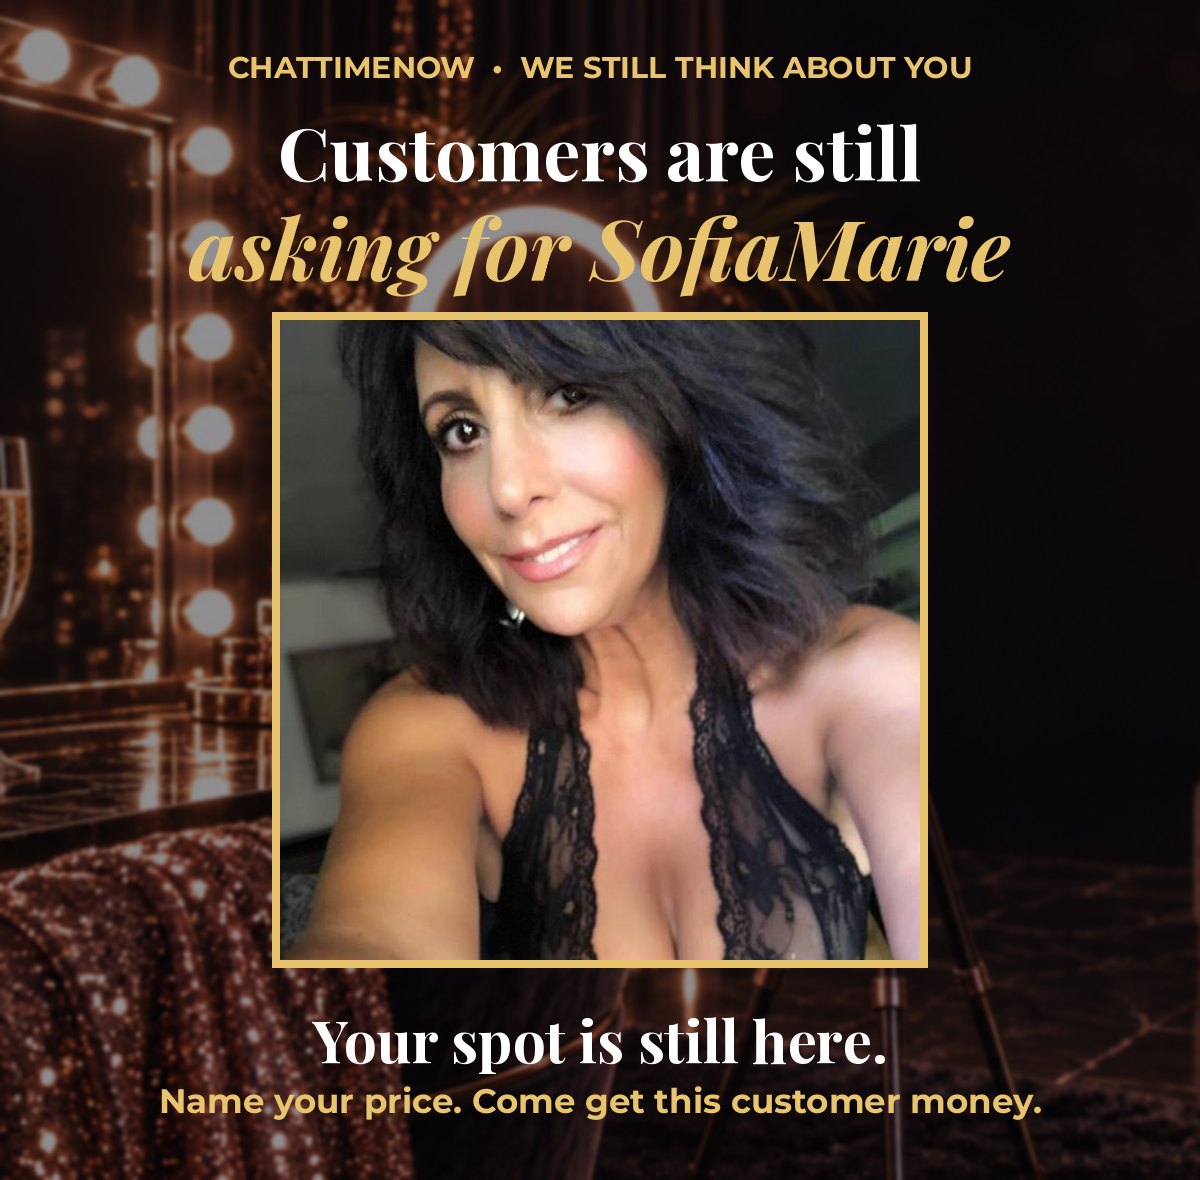 CHATTIMENOW • WE STILL THINK ABOUT YOU
Customers are still
asking for SofiaMarie
Your spot is still here.
Name your price. Come get this customer money.